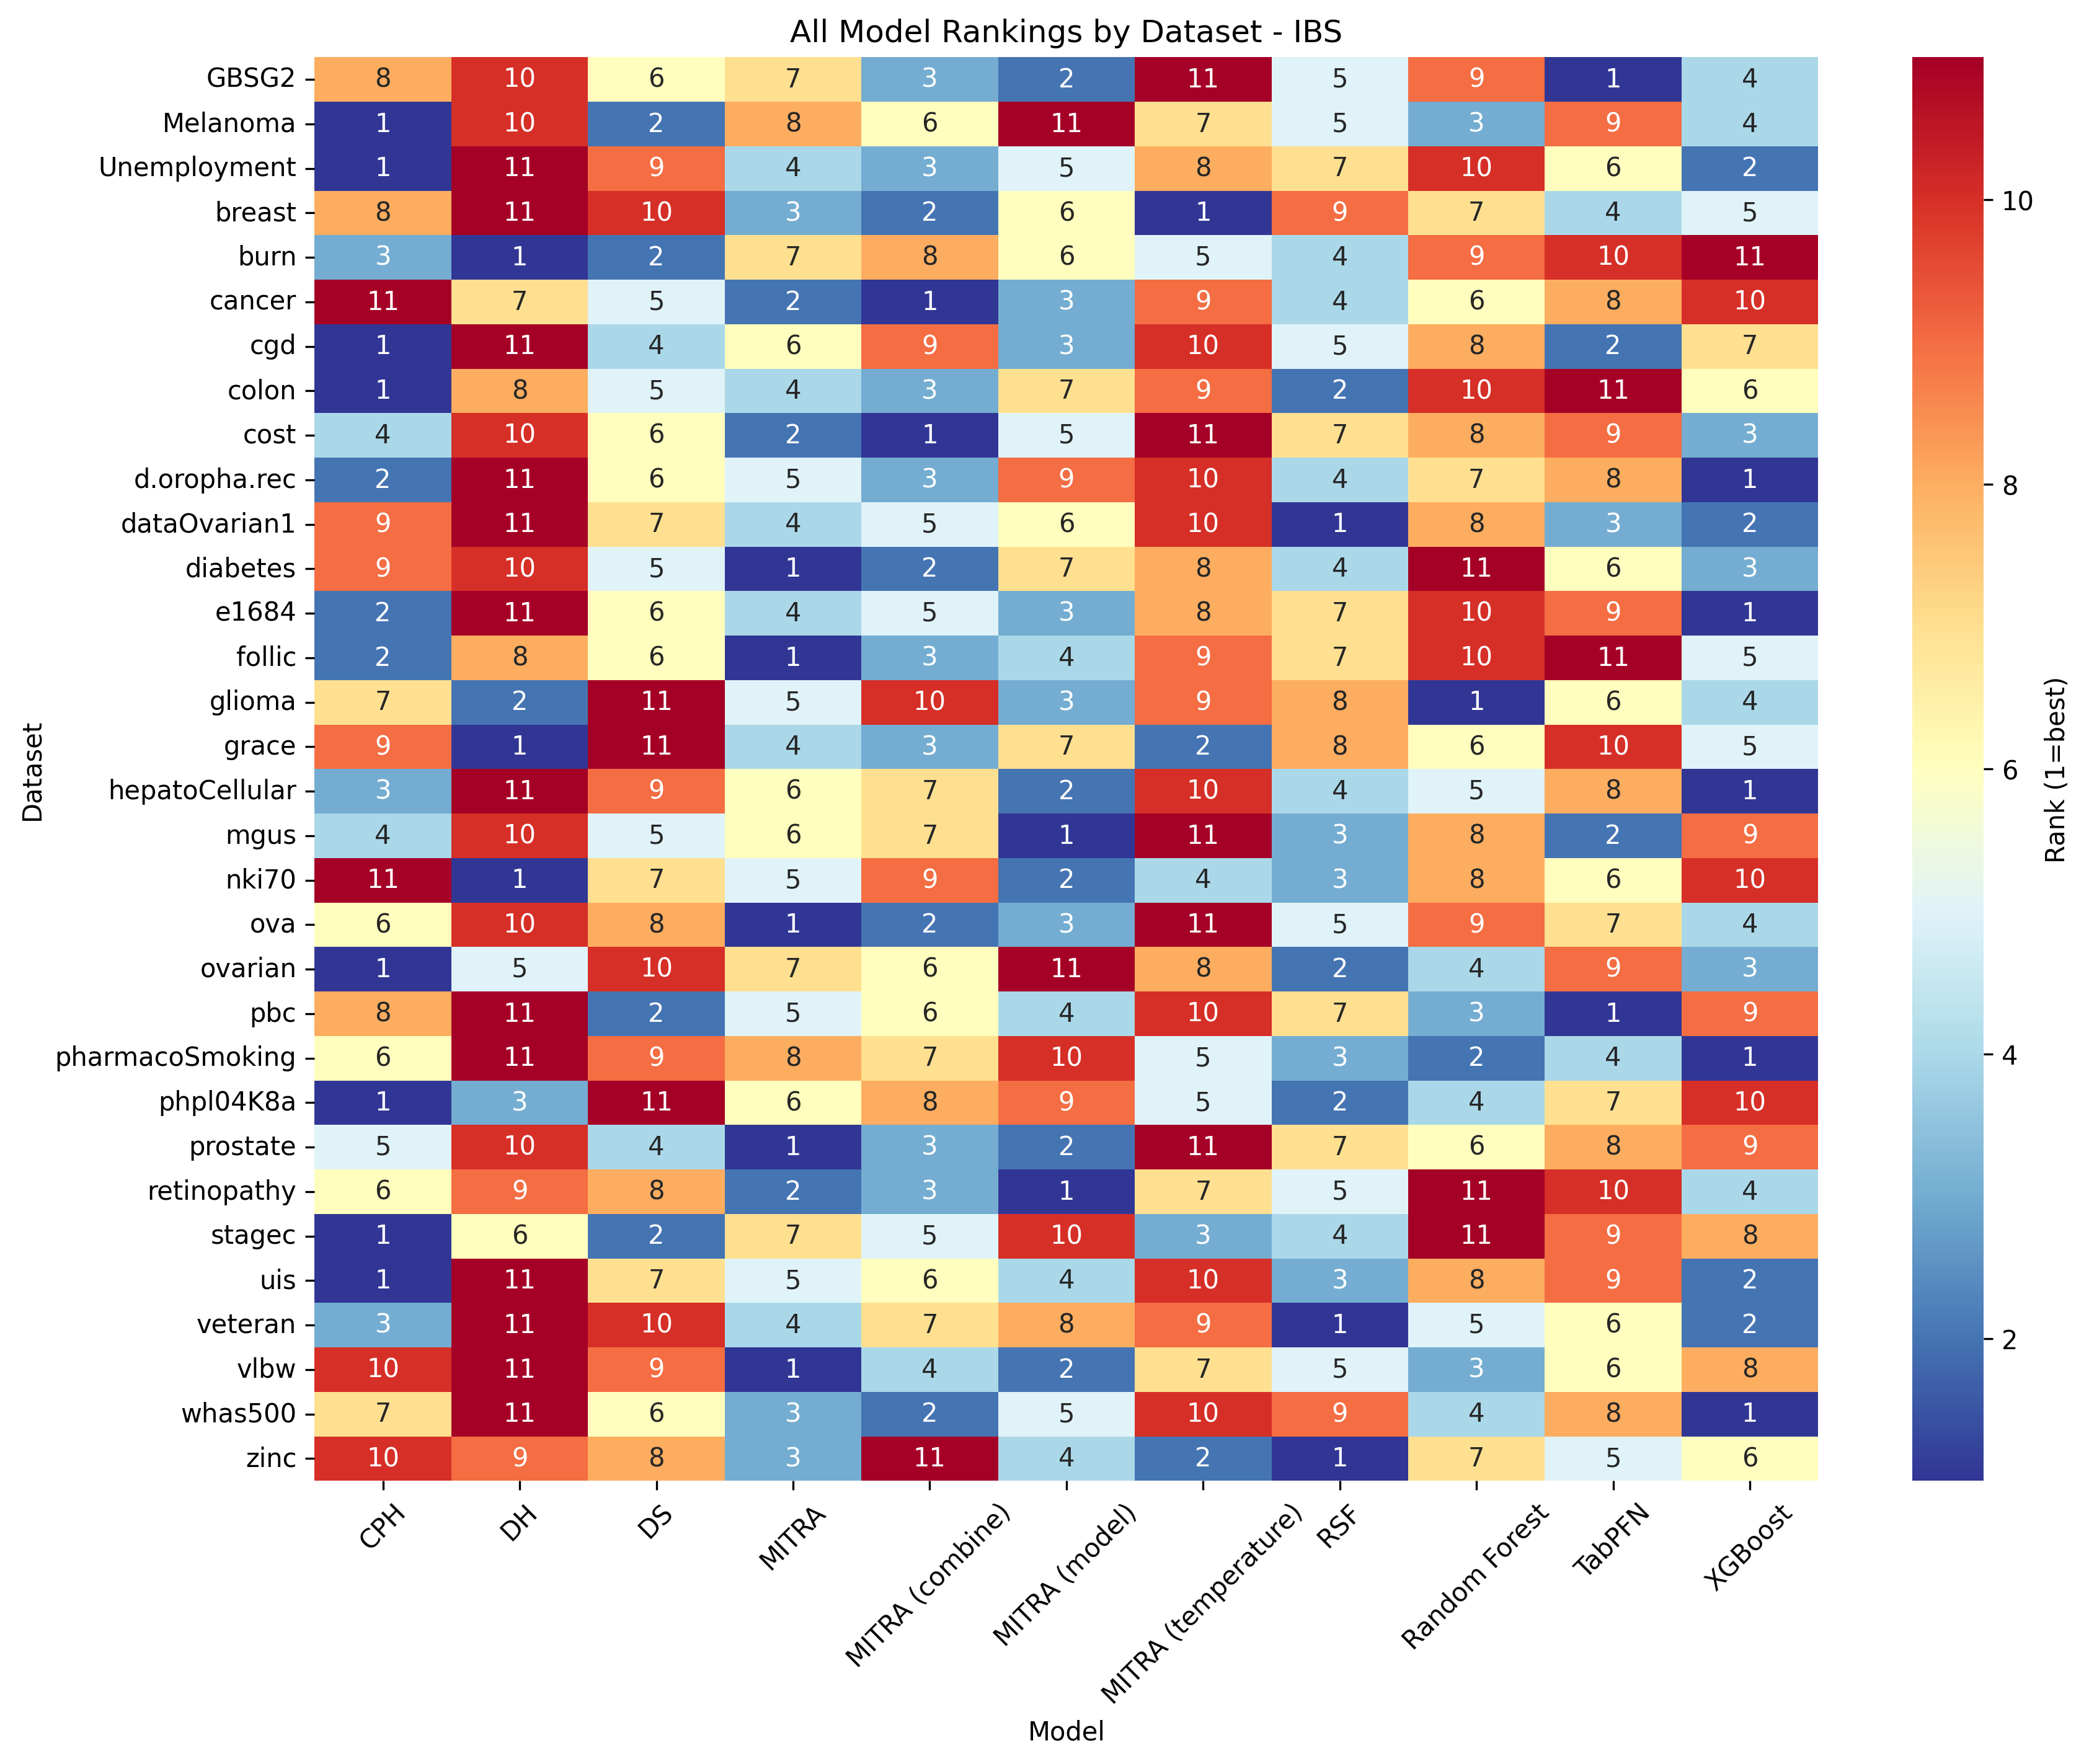 All Model Rankings by Dataset - IBS
GBSG2 8 10 6 7 3 2 11 5 9 1 4
Melanoma 1 10 2 8 6 11 7 5 3 9 4
Unemployment 1 11 9 4 3 5 8 7 10 6 2
breast 8 11 10 3 2 6 1 9 7 4 5
burn 3 1 2 7 8 6 5 4 9 10 11
cancer 11 7 5 2 1 3 9 4 6 8 10
cgd 1 11 4 6 9 3 10 5 8 2 7
colon 1 8 5 4 3 7 9 2 10 11 6
cost 4 10 6 2 1 5 11 7 8 9 3
d.oropha.rec 2 11 6 5 3 9 10 4 7 8 1
dataOvarian1 9 11 7 4 5 6 10 1 8 3 2
diabetes 9 10 5 1 2 7 8 4 11 6 3
e1684 2 11 6 4 5 3 8 7 10 9 1
follic 2 8 6 1 3 4 9 7 10 11 5
glioma 7 2 11 5 10 3 9 8 1 6 4
grace 9 1 11 4 3 7 2 8 6 10 5
hepatoCellular 3 11 9 6 7 2 10 4 5 8 1
mgus 4 10 5 6 7 1 11 3 8 2 9
nki70 11 1 7 5 9 2 4 3 8 6 10
ova 6 10 8 1 2 3 11 5 9 7 4
ovarian 1 5 10 7 6 11 8 2 4 9 3
pbc 8 11 2 5 6 4 10 7 3 1 9
pharmacoSmoking 6 11 9 8 7 10 5 3 2 4 1
phpl04K8a 1 3 11 6 8 9 5 2 4 7 10
prostate 5 10 4 1 3 2 11 7 6 8 9
retinopathy 6 9 8 2 3 1 7 5 11 10 4
stagec 1 6 2 7 5 10 3 4 11 9 8
uis 1 11 7 5 6 4 10 3 8 9 2
veteran 3 11 10 4 7 8 9 1 5 6 2
vlbw 10 11 9 1 4 2 7 5 3 6 8
whas500 7 11 6 3 2 5 10 9 4 8 1
zinc 10 9 8 3 11 4 2 1 7 5 6
CPH DH DS MITRA MITRA (combine) MITRA (model) MITRA (temperature) RSF Random Forest TabPFN XGBoost
Model
Dataset
10
8
6
4
2
Rank (1=best)